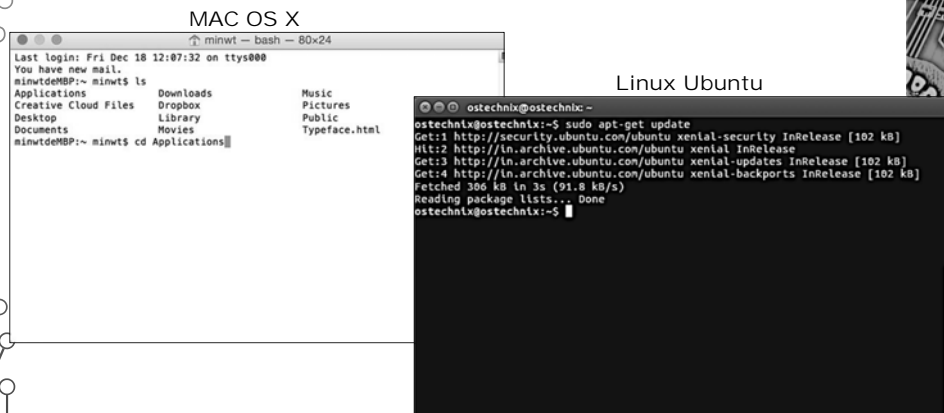 MAC OS X
minwt — bash — 80×24
Last login: Fri Dec 18 12:07:32 on ttys000
You have new mail.
minwtdeMBP:~ minwt$ ls
Applications Downloads Music
Creative Cloud Files Dropbox Pictures
Desktop Library Public
Documents Movies Typeface.html
minwtdeMBP:~ minwt$ cd Applications
Linux Ubuntu
ostechnix@ostechnix: ~
ostechnix@ostechnix:~$ sudo apt-get update
Get:1 http://security.ubuntu.com/ubuntu xenial-security InRelease [102 kB]
Hit:2 http://in.archive.ubuntu.com/ubuntu xenial InRelease
Get:3 http://in.archive.ubuntu.com/ubuntu xenial-updates InRelease [102 kB]
Get:4 http://in.archive.ubuntu.com/ubuntu xenial-backports InRelease [102 kB]
Fetched 306 kB in 3s (91.8 kB/s)
Reading package lists... Done
ostechnix@ostechnix:~$